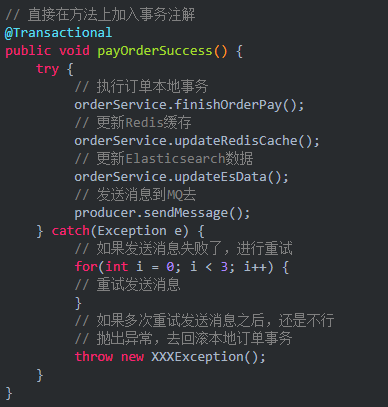 // 直接在方法上加入事务注解
@Transactional
public void payOrderSuccess() {
try {
// 执行订单本地事务
orderService.finishOrderPay();
// 更新Redis缓存
orderService.updateRedisCache();
// 更新Elasticsearch数据
orderService.updateEsData();
// 发送消息到MQ去
producer.sendMessage();
} catch(Exception e) {
// 如果发送消息失败了，进行重试
for(int i = 0; i < 3; i++) {
// 重试发送消息
}
// 如果多次重试发送消息之后，还是不行
// 抛出异常，去回滚本地订单事务
throw new XXXException();
}
}